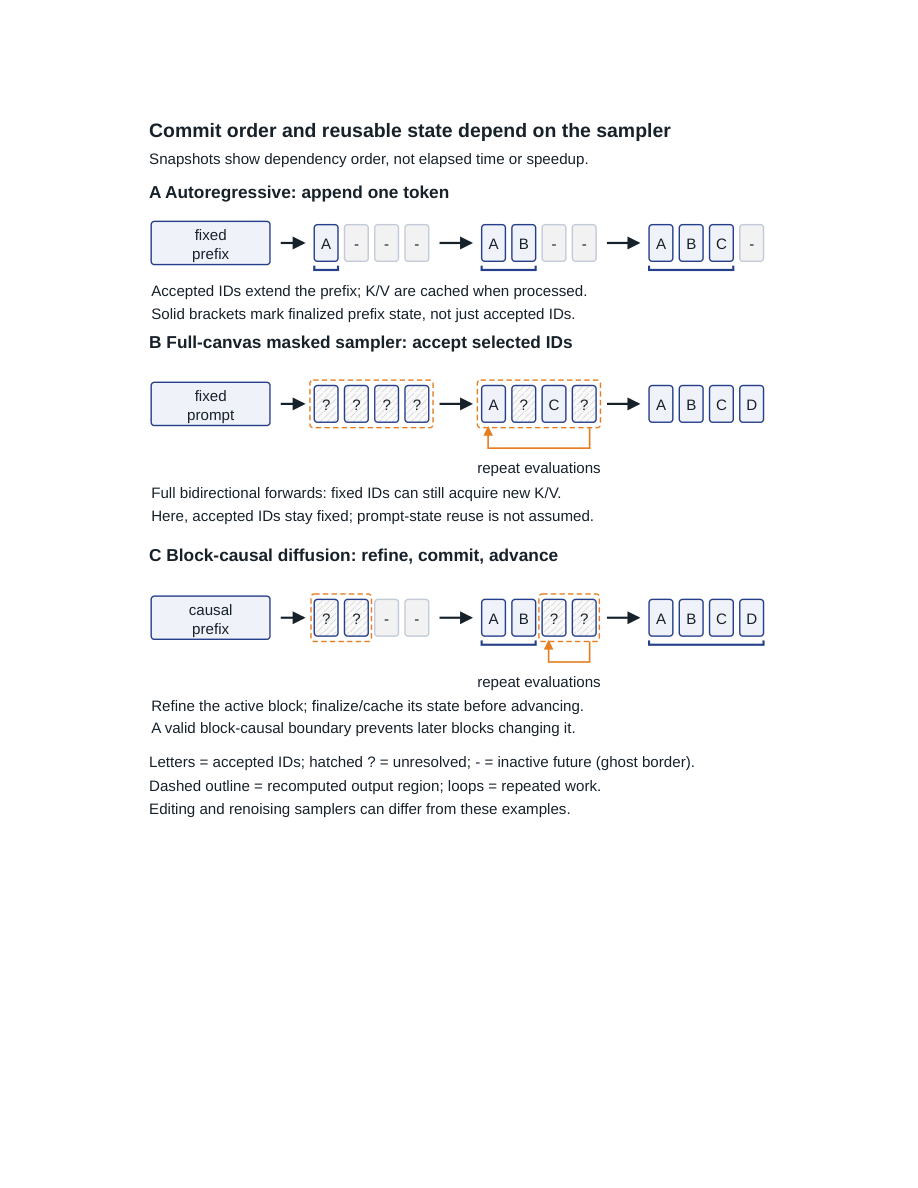 Commit order and reusable state depend on the sampler
Snapshots show dependency order, not elapsed time or speedup.
A Autoregressive: append one token
fixed
prefix
A - - -
A B - -
A B C -
Accepted IDs extend the prefix; K/V are cached when processed.
Solid brackets mark finalized prefix state, not just accepted IDs.
B Full-canvas masked sampler: accept selected IDs
fixed
prompt
? ? ? ?
A ? C ?
A B C D
repeat evaluations
Full bidirectional forwards: fixed IDs can still acquire new K/V.
Here, accepted IDs stay fixed; prompt-state reuse is not assumed.
C Block-causal diffusion: refine, commit, advance
causal
prefix
? ? - -
A B ? ?
A B C D
repeat evaluations
Refine the active block; finalize/cache its state before advancing.
A valid block-causal boundary prevents later blocks changing it.
Letters = accepted IDs; hatched ? = unresolved; - = inactive future (ghost border).
Dashed outline = recomputed output region; loops = repeated work.
Editing and renoising samplers can differ from these examples.